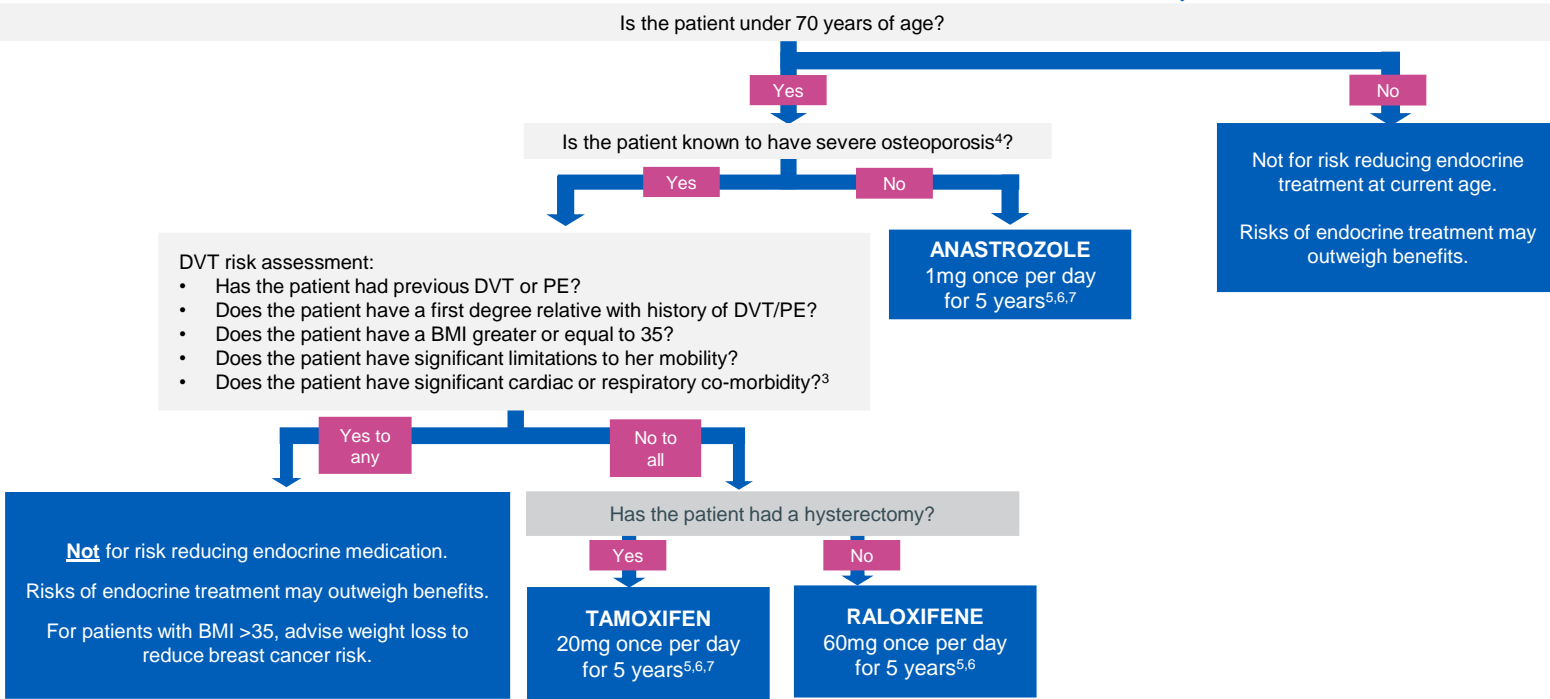 Is the patient under 70 years of age?
Yes
No
Is the patient known to have severe osteoporosis⁴?
Not for risk reducing endocrine
treatment at current age.
Risks of endocrine treatment may
outweigh benefits.
Yes
No
ANASTROZOLE
1mg once per day
for 5 years⁵,⁶,⁷
DVT risk assessment:
• Has the patient had previous DVT or PE?
• Does the patient have a first degree relative with history of DVT/PE?
• Does the patient have a BMI greater or equal to 35?
• Does the patient have significant limitations to her mobility?
• Does the patient have significant cardiac or respiratory co-morbidity?³
Yes to
any
No to
all
Not for risk reducing endocrine medication.
Risks of endocrine treatment may outweigh benefits.
For patients with BMI >35, advise weight loss to
reduce breast cancer risk.
Has the patient had a hysterectomy?
Yes
No
TAMOXIFEN
20mg once per day
for 5 years⁵,⁶,⁷
RALOXIFENE
60mg once per day
for 5 years⁵,⁶